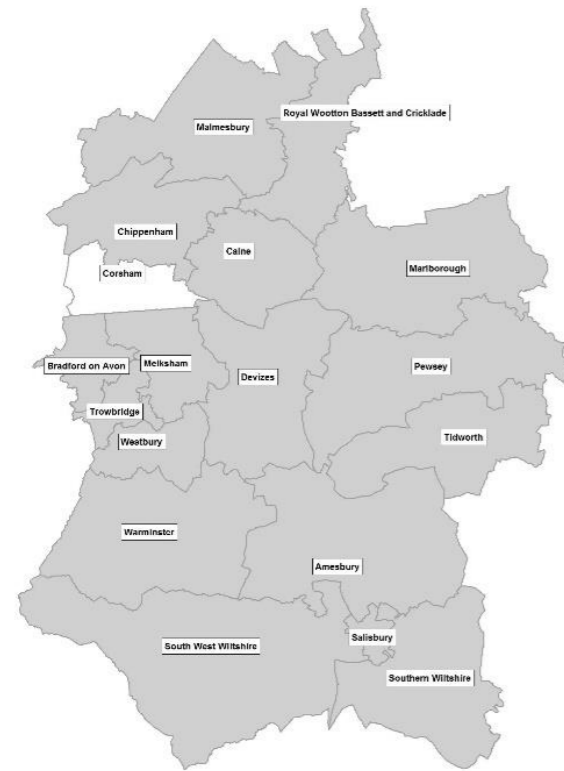 Royal Wootton Bassett and Cricklade
Malmesbury
Chippenham
Calne
Marlborough
Corsham
Bradford on Avon
Melksham
Devizes
Pewsey
Trowbridge
Westbury
Tidworth
Warminster
Amesbury
Salisbury
South West Wiltshire
Southern Wiltshire